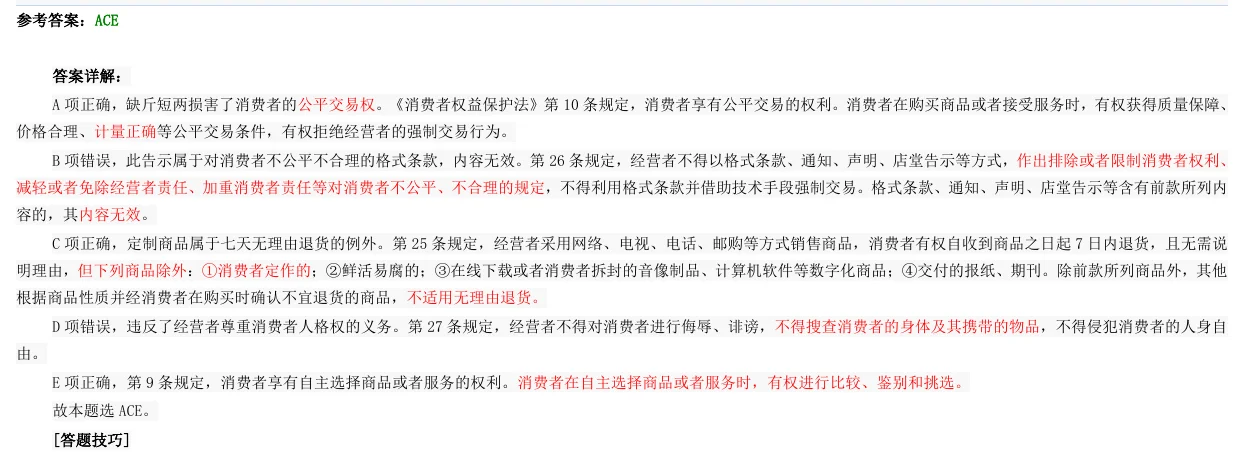 参考答案：ACE
答案详解：
A 项正确，缺斤短两损害了消费者的公平交易权。《消费者权益保护法》第 10 条规定，消费者享有公平交易的权利。消费者在购买商品或者接受服务时，有权获得质量保障、
价格合理、计量正确等公平交易条件，有权拒绝经营者的强制交易行为。
B 项错误，此告示属于对消费者不公平不合理的格式条款，内容无效。第 26 条规定，经营者不得以格式条款、通知、声明、店堂告示等方式，作出排除或者限制消费者权利、
减轻或者免除经营者责任、加重消费者责任等对消费者不公平、不合理的规定，不得利用格式条款并借助技术手段强制交易。格式条款、通知、声明、店堂告示等含有前款所列内
容的，其内容无效。
C 项正确，定制商品属于七天无理由退货的例外。第 25 条规定，经营者采用网络、电视、电话、邮购等方式销售商品，消费者有权自收到商品之日起 7 日内退货，且无需说
明理由，但下列商品除外：①消费者定作的；②鲜活易腐的；③在线下载或者消费者拆封的音像制品、计算机软件等数字化商品；④交付的报纸、期刊。除前款所列商品外，其他
根据商品性质并经消费者在购买时确认不宜退货的商品，不适用无理由退货。
D 项错误，违反了经营者尊重消费者人格权的义务。第 27 条规定，经营者不得对消费者进行侮辱、诽谤，不得搜查消费者的身体及其携带的物品，不得侵犯消费者的人身自
由。
E 项正确，第 9 条规定，消费者享有自主选择商品或者服务的权利。消费者在自主选择商品或者服务时，有权进行比较、鉴别和挑选。
故本题选 ACE。
[答题技巧]